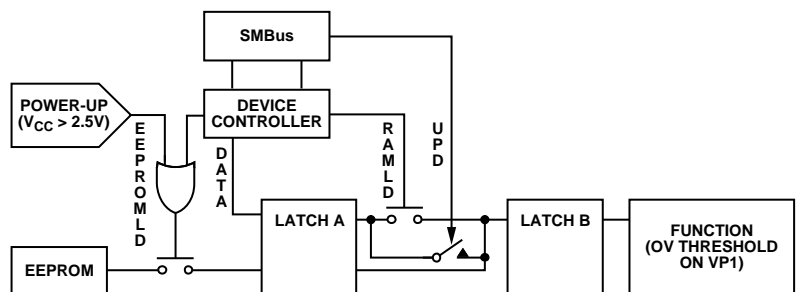 SMBus
POWER-UP
(VCC > 2.5V)
EEPROMLD
DEVICE
CONTROLLER
DATA
RAMLD
UPD
LATCH A
LATCH B
FUNCTION
(OV THRESHOLD
ON VP1)
EEPROM